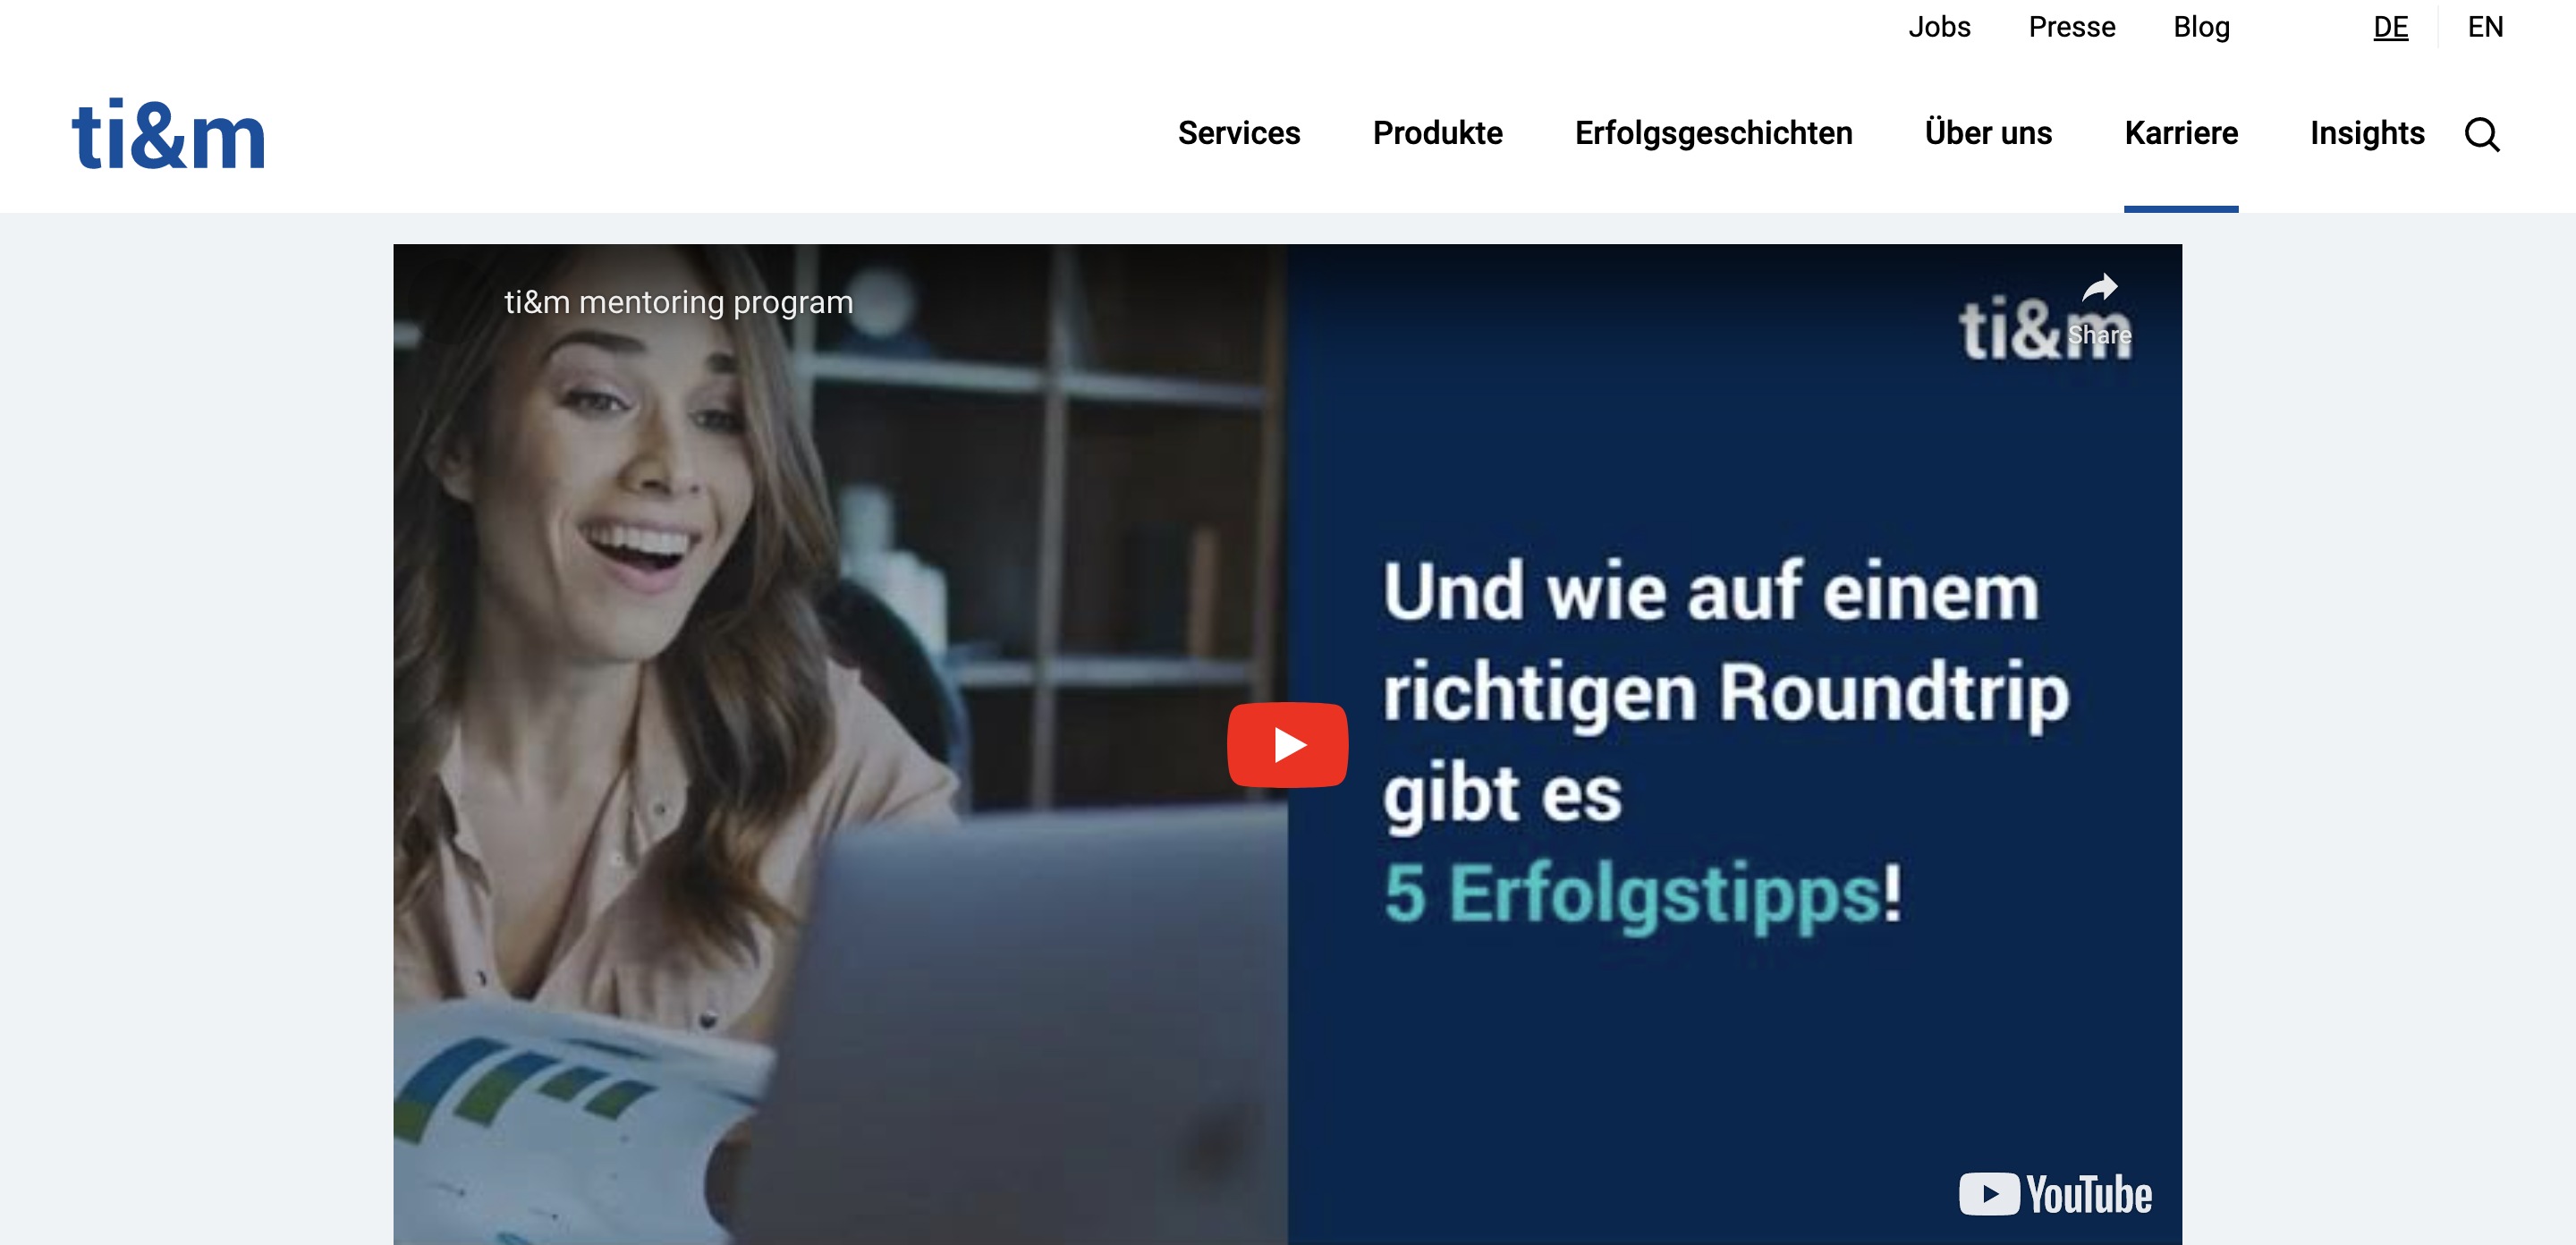 Jobs Presse Blog DE EN
ti&m
Services Produkte Erfolgsgeschichten Über uns Karriere Insights
ti&m mentoring program
ti&m
Share
Und wie auf einem
richtigen Roundtrip
gibt es
5 Erfolgstipps!
YouTube